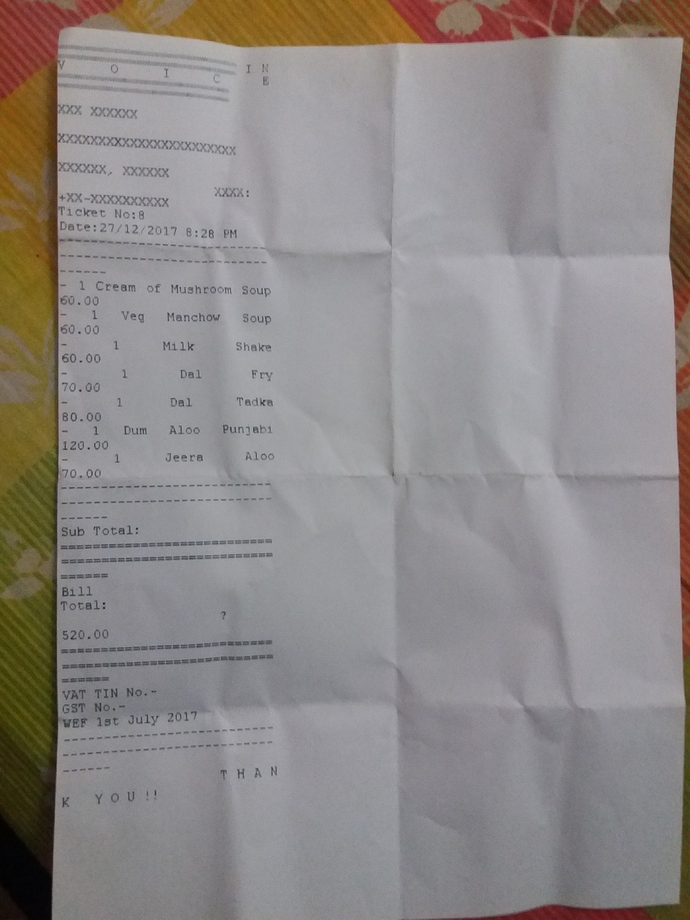 I N
V O I C E
XXX XXXXXX
XXXXXXXXXXXXXXXXXXXXXXX
XXXXXX, XXXXXX
XXXX:
+XX-XXXXXXXXXX
Ticket No:8
Date:27/12/2017 8:28 PM
--------------------------
--------------------------
------
- 1 Cream of Mushroom Soup
60.00
- 1 Veg Manchow Soup
60.00
- 1 Milk Shake
60.00
- 1 Dal Fry
70.00
- 1 Dal Tadka
80.00
- 1 Dum Aloo Punjabi
120.00
- 1 Jeera Aloo
70.00
--------------------------
--------------------------
------
Sub Total:
==========================
==========================
======
Bill
Total:
?
520.00
==========================
==========================
======
VAT TIN No.-
GST No.-
WEF 1st July 2017
--------------------------
--------------------------
------
T H A N
K Y O U !!